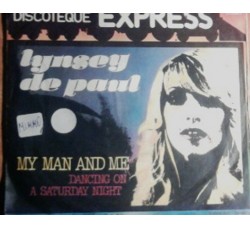 DISCOTEQUE EXPRESS
lynsey
de paul
MY MAN AND ME
DANCING ON
A SATURDAY NIGHT